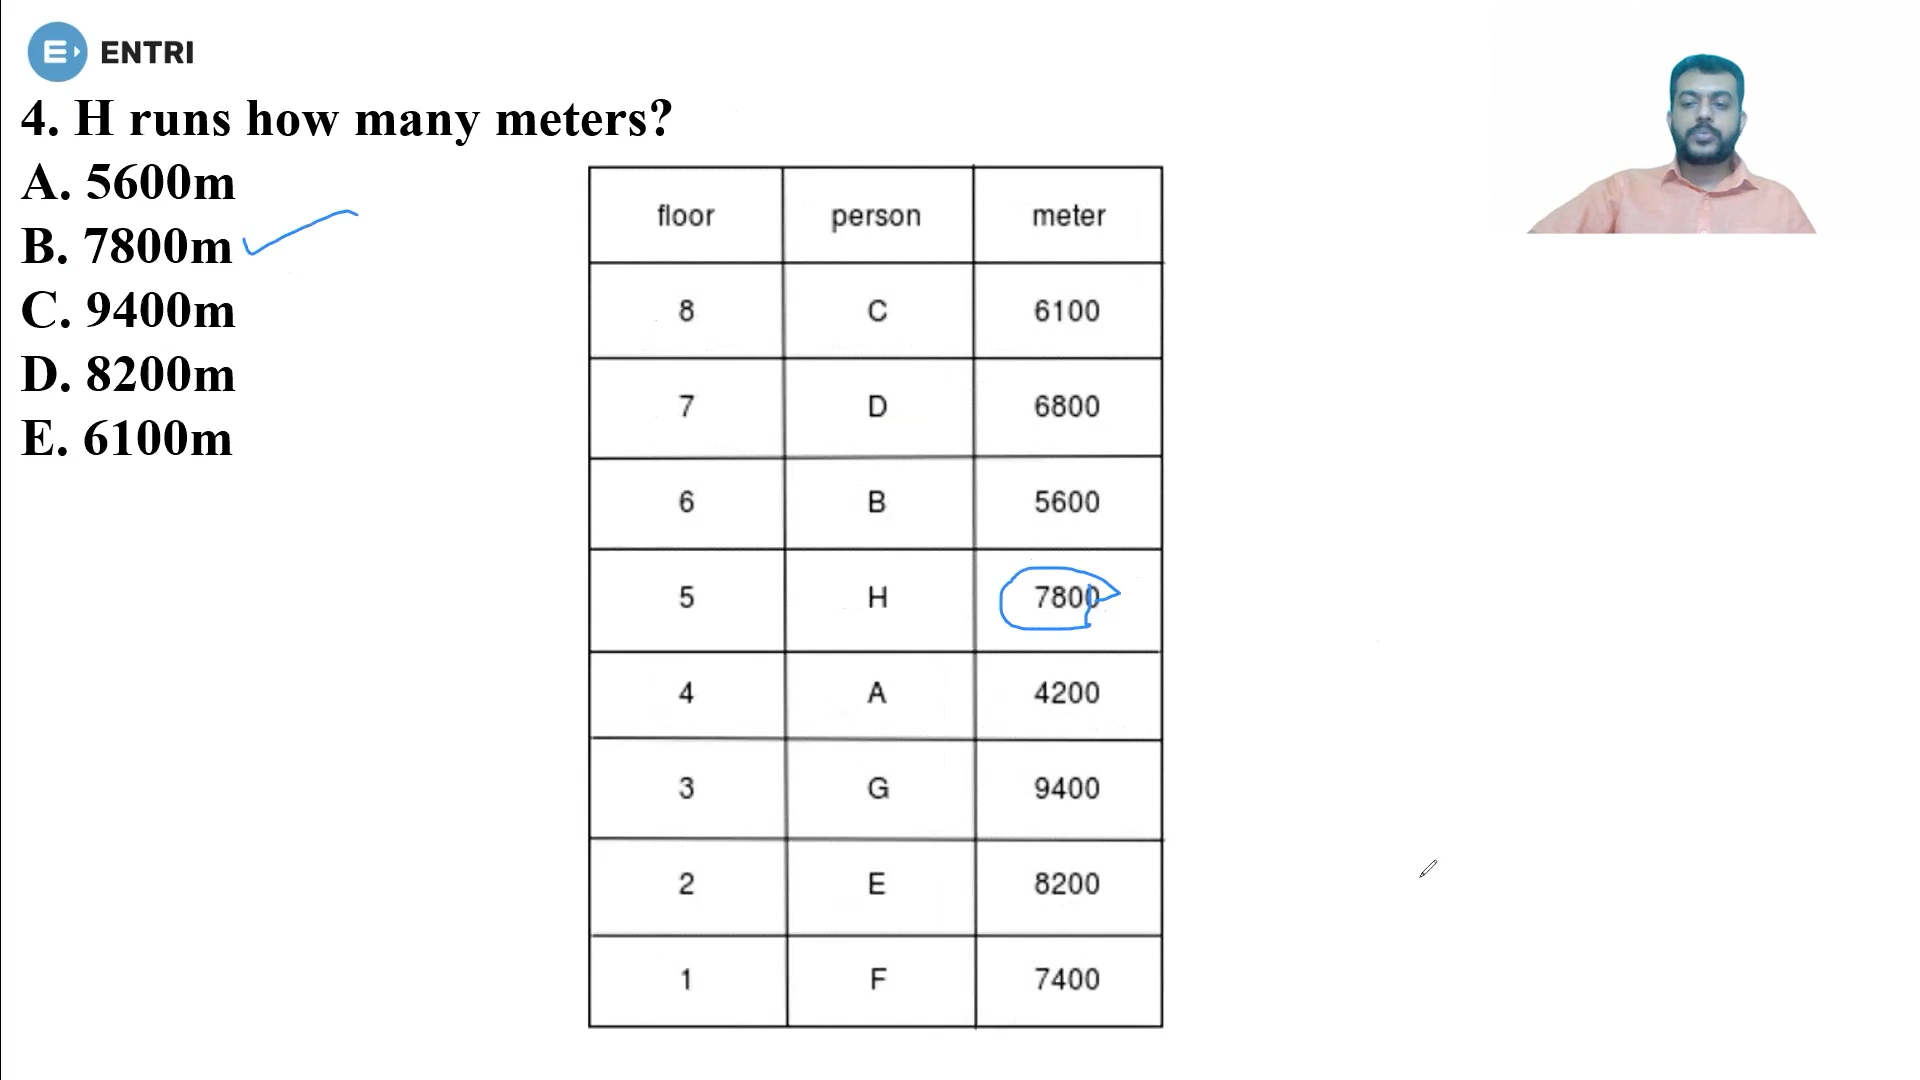 ENTRI
4. H runs how many meters?
A. 5600m
B. 7800m
C. 9400m
D. 8200m
E. 6100m
floor person meter
8 C 6100
7 D 6800
6 B 5600
5 H 7800
4 A 4200
3 G 9400
2 E 8200
1 F 7400